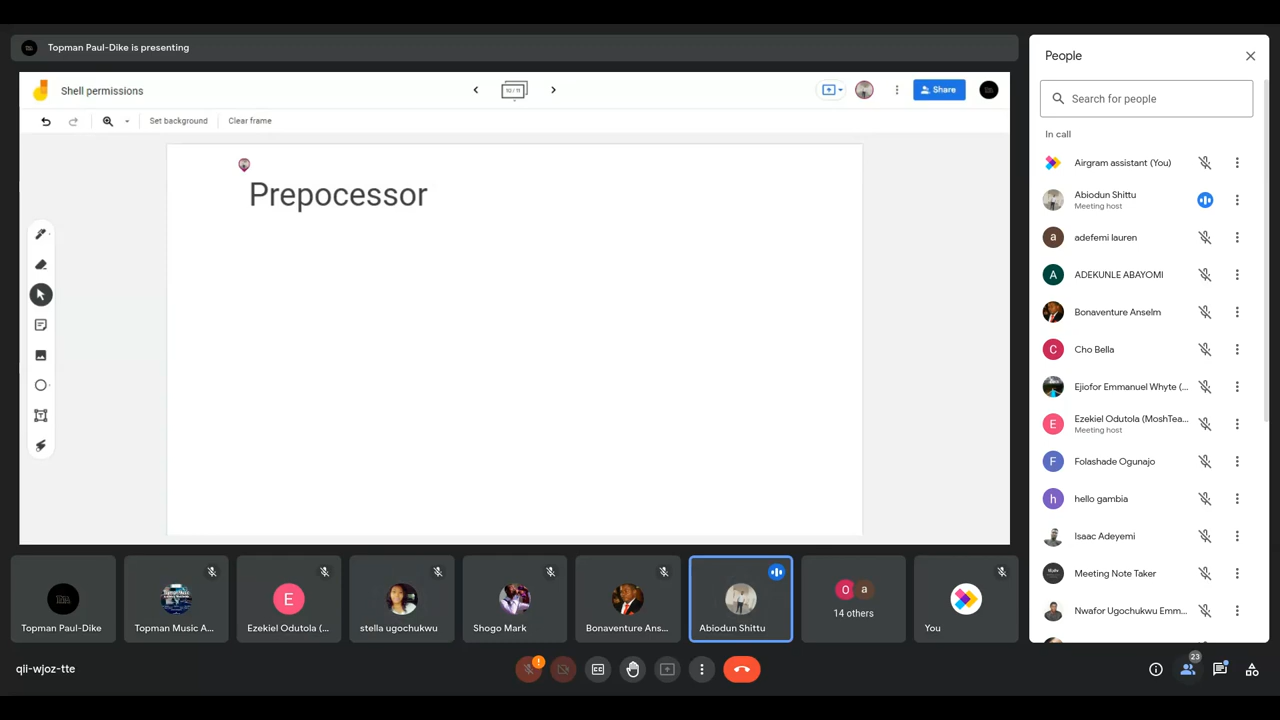 Topman Paul-Dike is presenting
Shell permissions
10 / 11
Share
Set background
Clear frame
Prepocessor
T
Topman Paul-Dike
Topman Music A...
E
Ezekiel Odutola (...
stella ugochukwu
Shogo Mark
Bonaventure Ans...
Abiodun Shittu
O a
14 others
You
People
Search for people
In call
Airgram assistant (You)
Abiodun Shittu
Meeting host
a
adefemi lauren
A
ADEKUNLE ABAYOMI
Bonaventure Anselm
C
Cho Bella
Ejiofor Emmanuel Whyte (...
E
Ezekiel Odutola (MoshTea...
Meeting host
F
Folashade Ogunajo
h
hello gambia
Isaac Adeyemi
Meeting Note Taker
Nwafor Ugochukwu Emm...
qii-wjoz-tte
!
CC
23